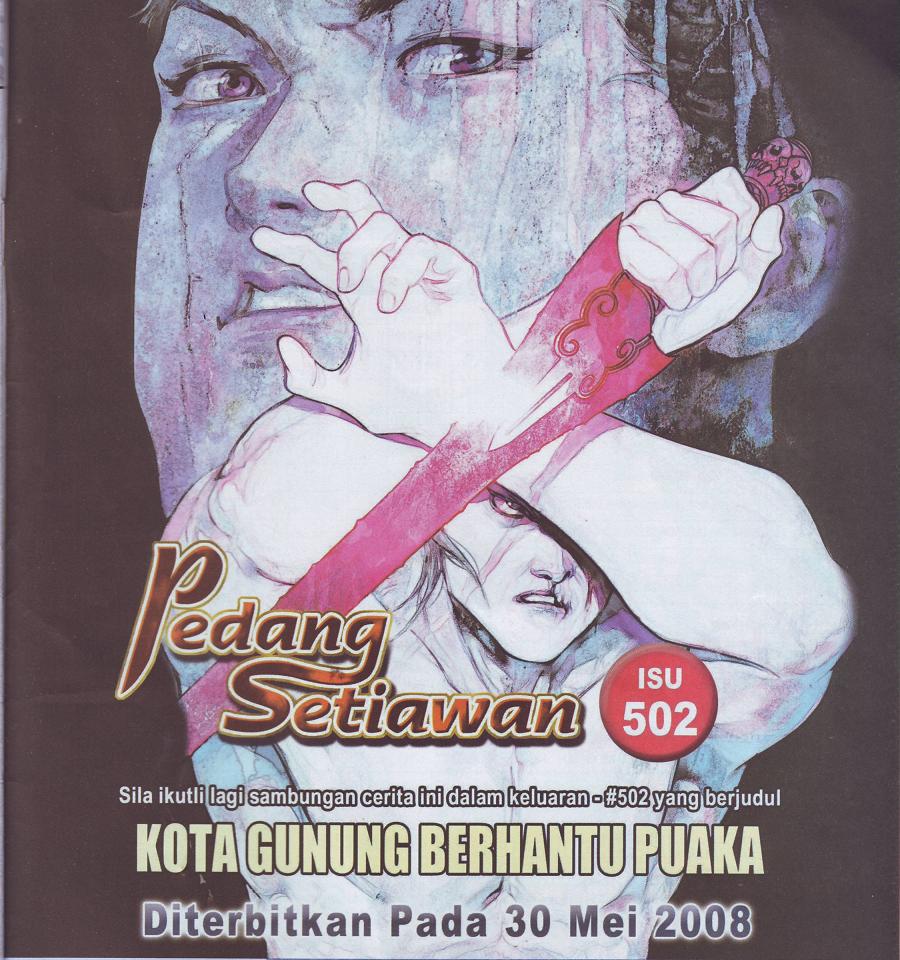 Pedang
Setiawan
ISU
502
Sila ikutli lagi sambungan cerita ini dalam keluaran - #502 yang berjudul
KOTA GUNUNG BERHANTU PUAKA
Diterbitkan Pada 30 Mei 2008